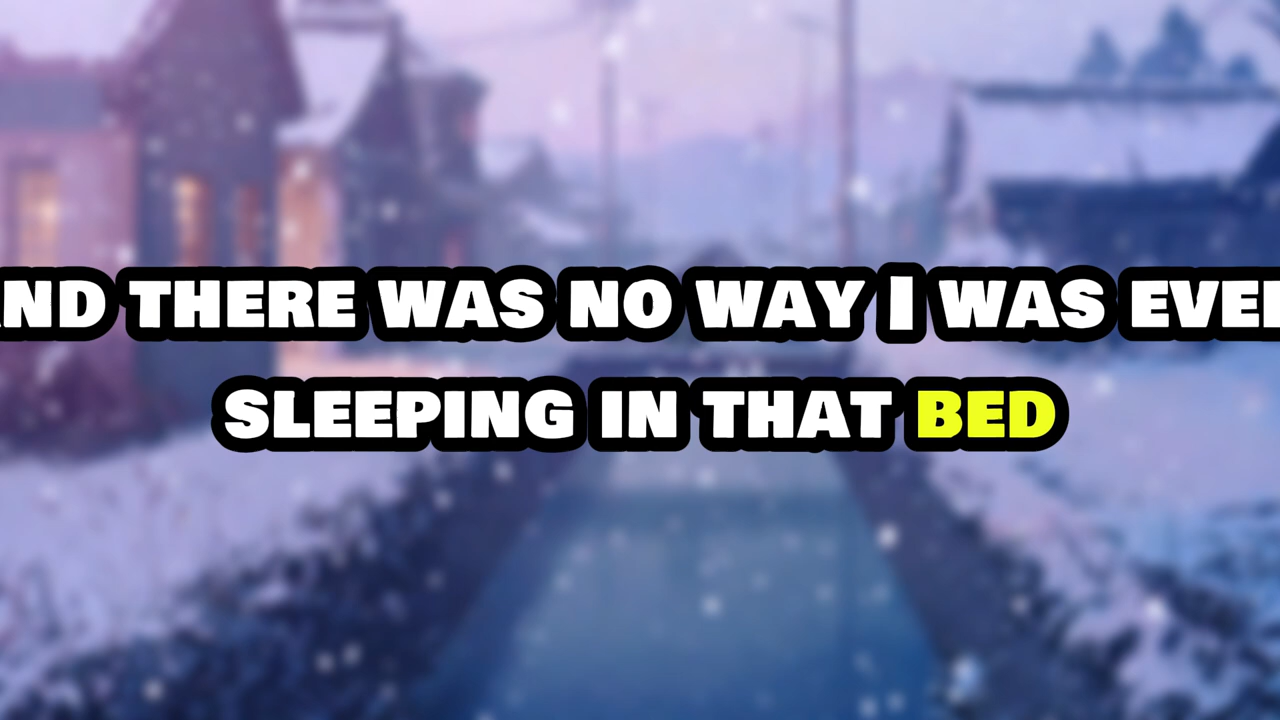 ND THERE WAS NO WAY I WAS EVE
SLEEPING IN THAT BED